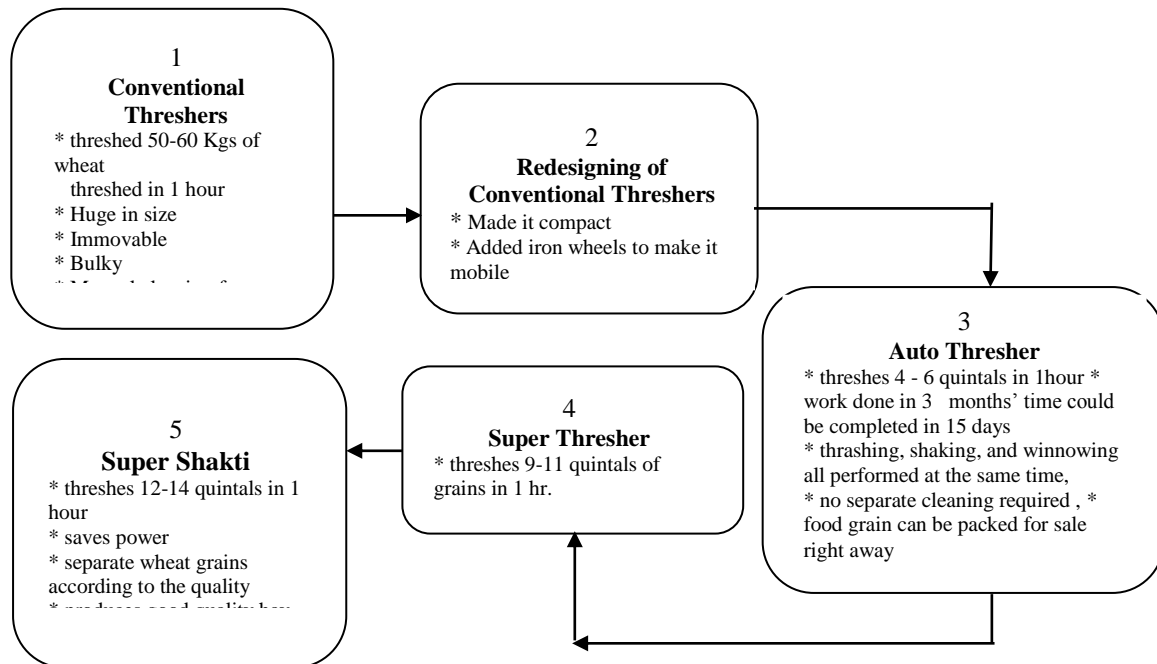 1
Conventional
Threshers
* threshed 50-60 Kgs of
wheat
threshed in 1 hour
* Huge in size
* Immovable
* Bulky
2
Redesigning of
Conventional Threshers
* Made it compact
* Added iron wheels to make it
mobile
3
Auto Thresher
* threshes 4 - 6 quintals in 1hour *
work done in 3 months’ time could
be completed in 15 days
* thrashing, shaking, and winnowing
all performed at the same time,
* no separate cleaning required , *
food grain can be packed for sale
right away
4
Super Thresher
* threshes 9-11 quintals of
grains in 1 hr.
5
Super Shakti
* threshes 12-14 quintals in 1
hour
* saves power
* separate wheat grains
according to the quality